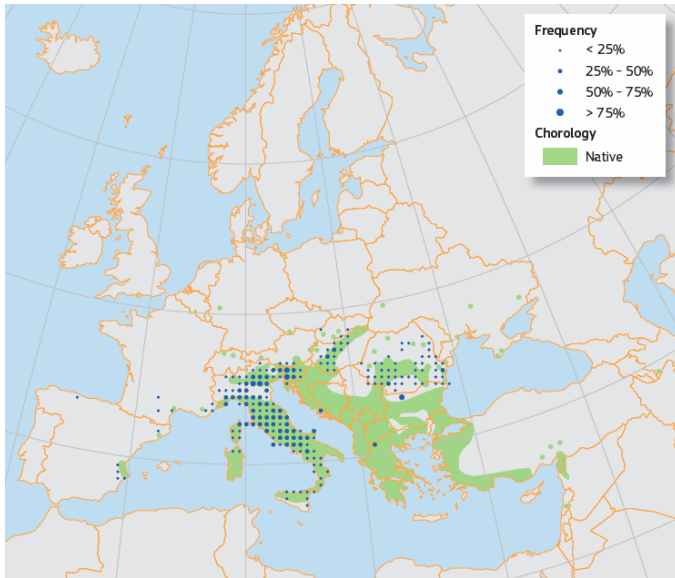 Frequency
< 25%
25% - 50%
50% - 75%
> 75%
Chorology
Native